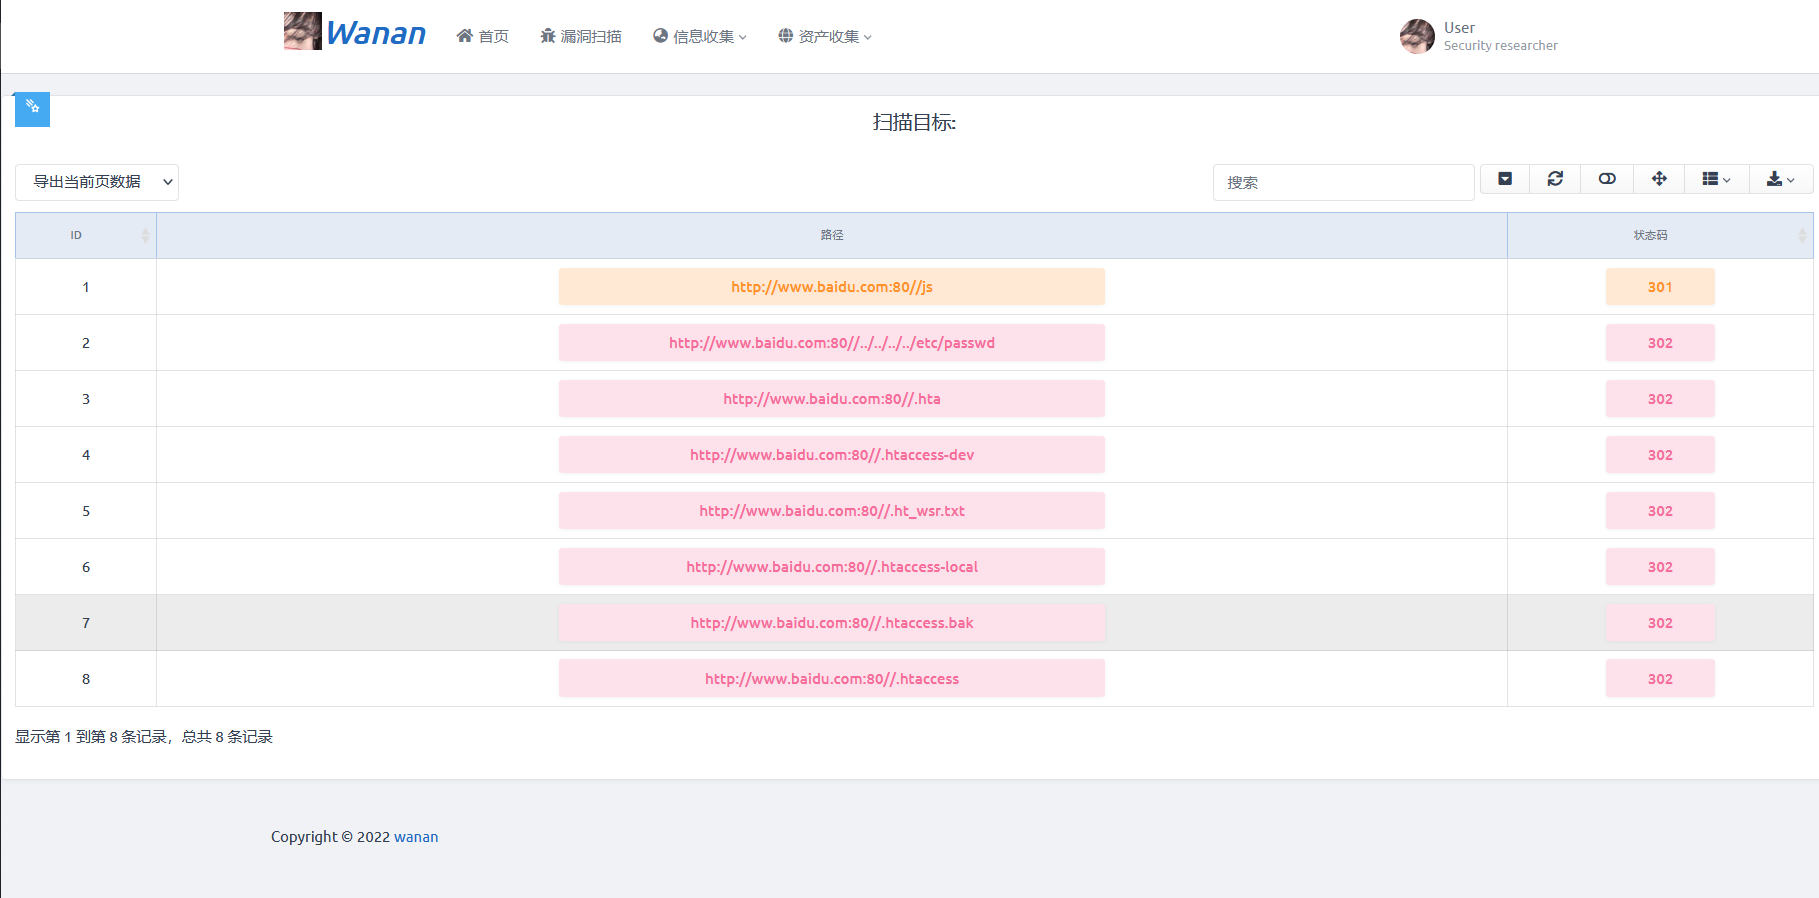 Wanan 首页 漏洞扫描 信息收集 资产收集 User
Security researcher
扫描目标:
导出当前页数据 搜索
ID 路径 状态码
1 http://www.baidu.com:80//js 301
2 http://www.baidu.com:80//../../../../etc/passwd 302
3 http://www.baidu.com:80//.hta 302
4 http://www.baidu.com:80//.htaccess-dev 302
5 http://www.baidu.com:80//.ht_wsr.txt 302
6 http://www.baidu.com:80//.htaccess-local 302
7 http://www.baidu.com:80//.htaccess.bak 302
8 http://www.baidu.com:80//.htaccess 302
显示第 1 到第 8 条记录，总共 8 条记录
Copyright © 2022 wanan